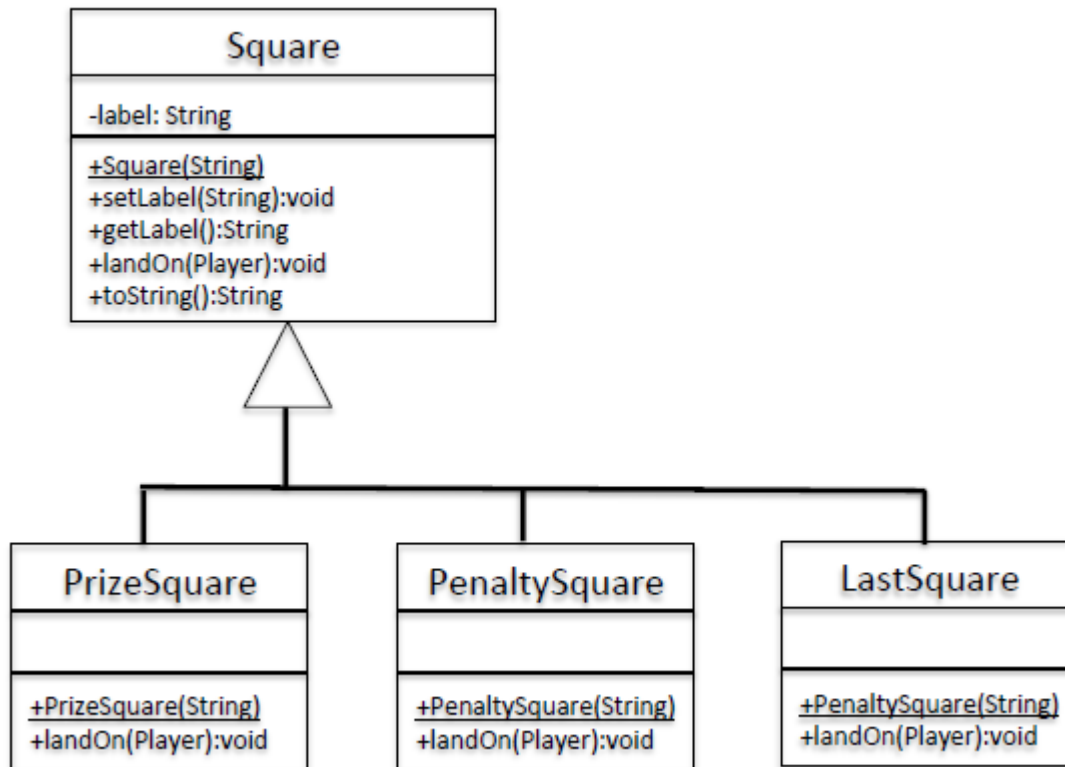 Square
-label: String
+Square(String)
+setLabel(String):void
+getLabel():String
+landOn(Player):void
+toString():String
PrizeSquare
+PrizeSquare(String)
+landOn(Player):void
PenaltySquare
+PenaltySquare(String)
+landOn(Player):void
LastSquare
+PenaltySquare(String)
+landOn(Player):void